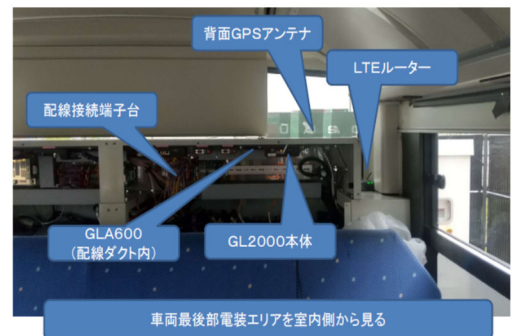 背面GPSアンテナ
LTEルーター
配線接続端子台
GLA600
(配線ダクト内)
GL2000本体
車両最後部電装エリアを室内側から見る